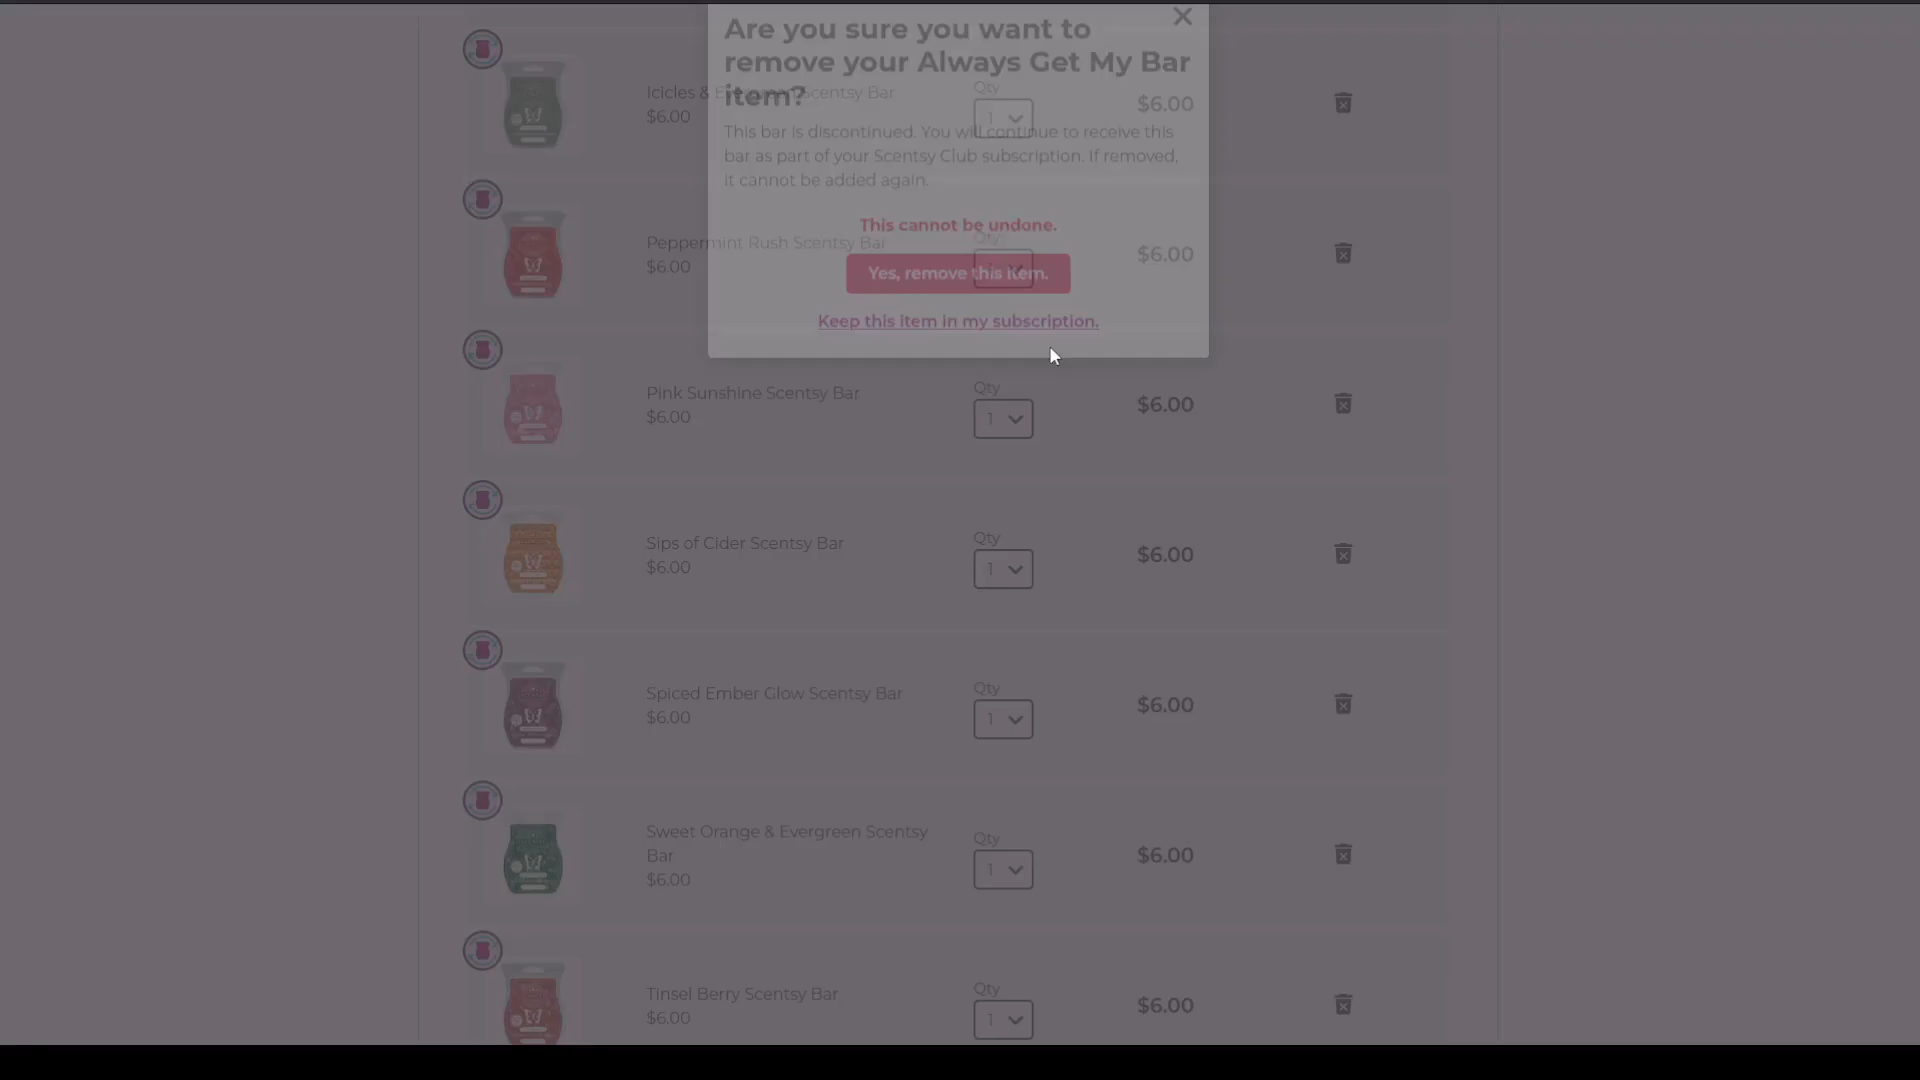 Are you sure you want to
remove your Always Get My Bar
item?
This bar is discontinued. You will continue to receive this
bar as part of your Scentsy Club subscription. If removed,
it cannot be added again.
This cannot be undone.
Yes, remove this item.
Keep this item in my subscription.
Icicles & Evergreen Scentsy Bar
$6.00
Qty
1
$6.00
Peppermint Rush Scentsy Bar
$6.00
Qty
$6.00
Pink Sunshine Scentsy Bar
$6.00
Qty
1
$6.00
Sips of Cider Scentsy Bar
$6.00
Qty
1
$6.00
Spiced Ember Glow Scentsy Bar
$6.00
Qty
1
$6.00
Sweet Orange & Evergreen Scentsy
Bar
$6.00
Qty
1
$6.00
Tinsel Berry Scentsy Bar
$6.00
Qty
1
$6.00